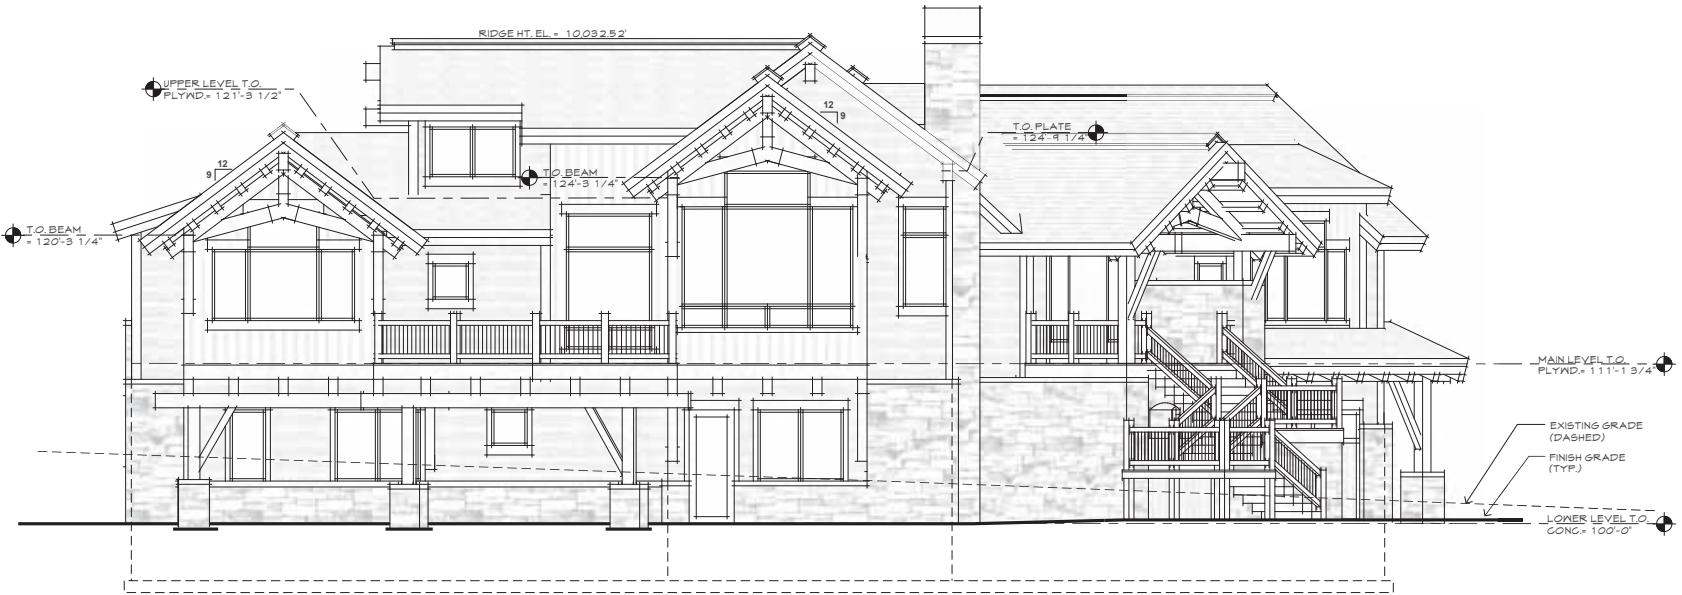 RIDGE HT. EL. = 10,032.52'
UPPER LEVEL T.O.
PLYWD.= 121'-3 1/2"
12
9
T.O. PLATE
= 124'-9 1/4"
12
9
T.O. BEAM
= 124'-3 1/4"
T.O. BEAM
= 120'-3 1/4"
MAIN LEVEL T.O.
PLYWD.= 111'-1 3/4"
EXISTING GRADE
(DASHED)
FINISH GRADE
(TYP.)
LOWER LEVEL T.O.
CONC.= 100'-0"